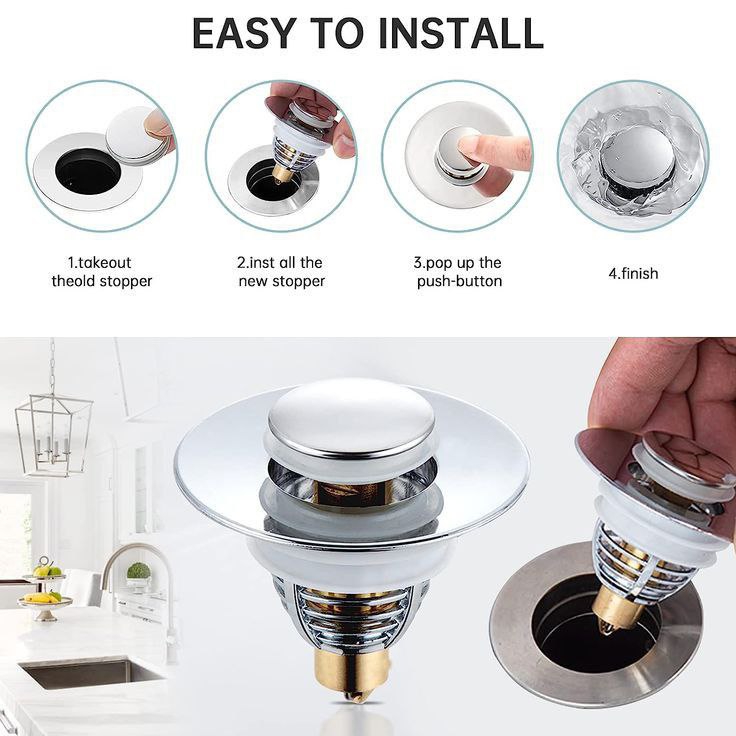 EASY TO INSTALL
1.takeout
theold stopper
2.inst all the
new stopper
3.pop up the
push-button
4.finish